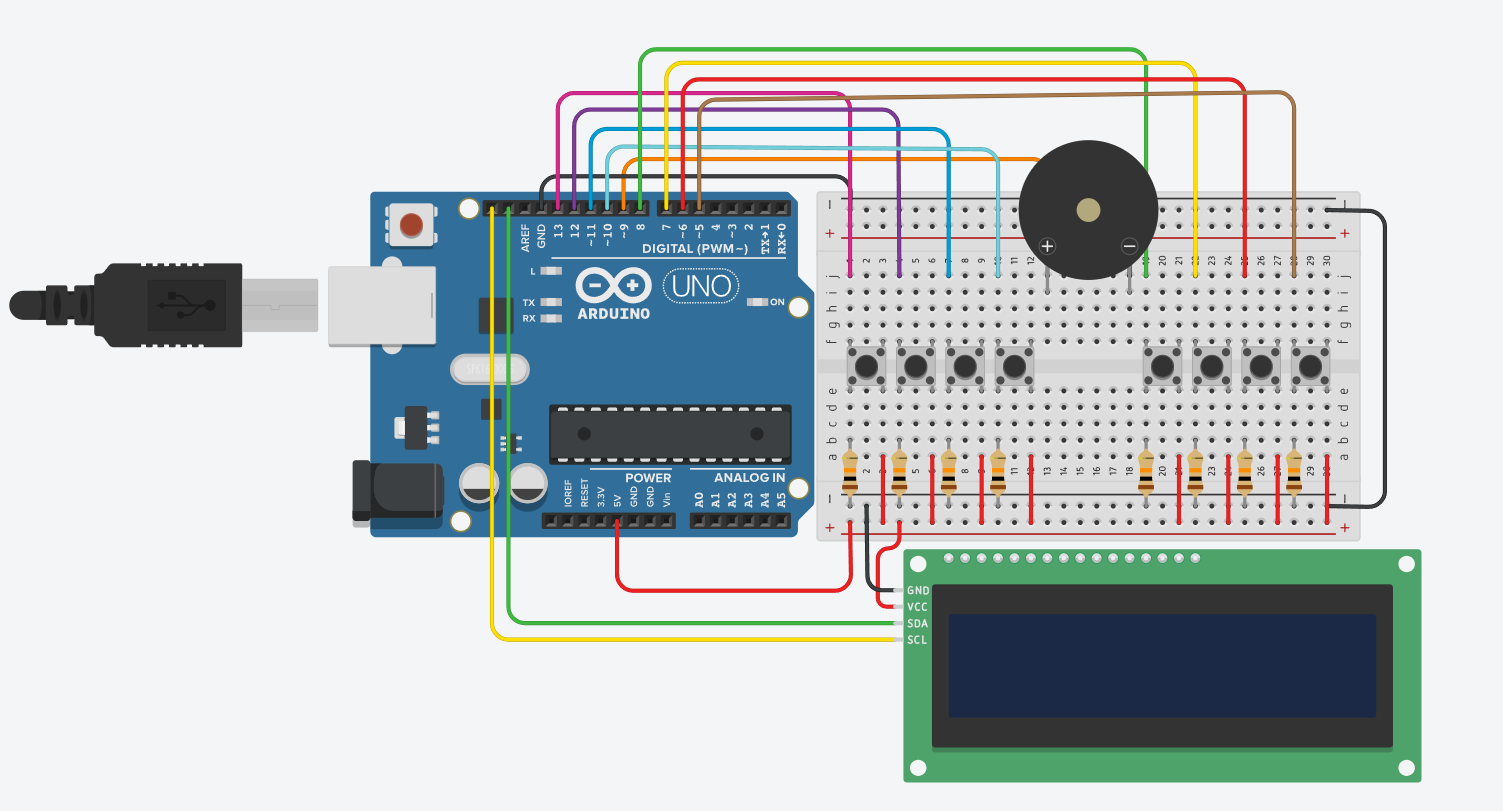 AREF
GND
13
12
~11
~10
~9
8
7
~6
~5
4
~3
2
TX→1
RX←0
DIGITAL (PWM~)
L
TX
RX
ARDUINO
UNO
ON
POWER
ANALOG IN
IOREF
RESET
3.3V
5V
GND
GND
Vin
A0
A1
A2
A3
A4
A5
j
i
h
g
f
e
d
c
b
a
GND
VCC
SDA
SCL